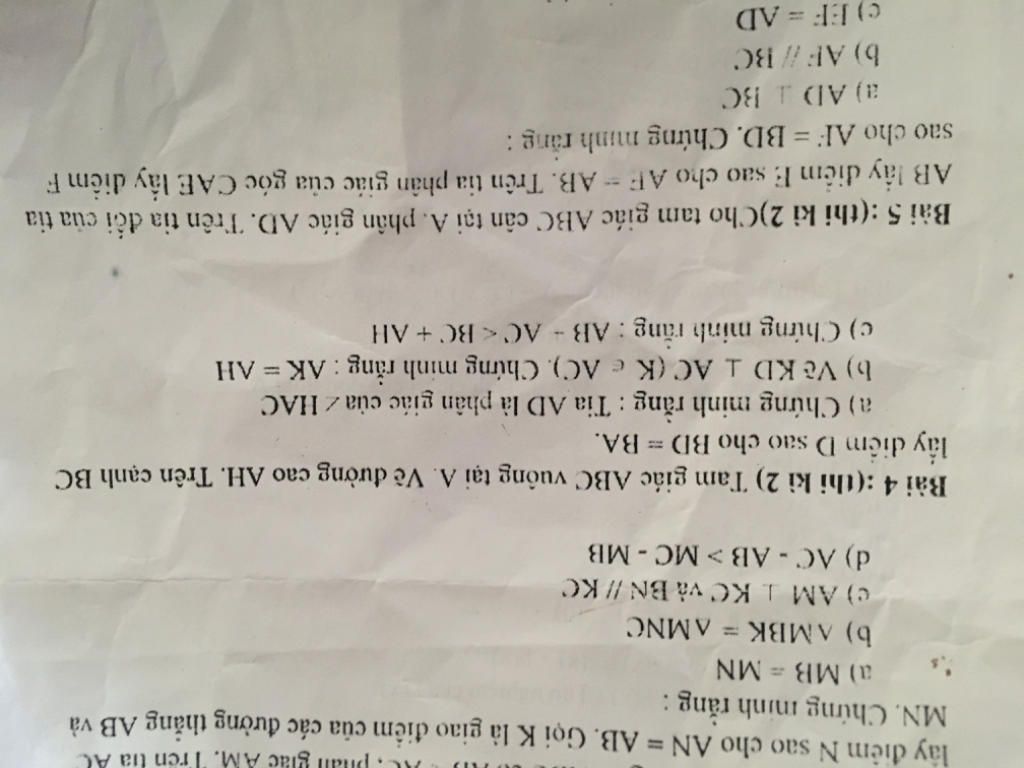 giác AM. Trên tia AC
lấy điểm N sao cho AN = AB. Gọi K là giao điểm của các đường thẳng AB và
MN. Chứng minh rằng :
a) MB = MN
b) ΔMBK = ΔMNC
c) AM ⊥ KC và BN // KC
d) AC - AB > MC - MB
Bài 4 :(thi kì 2) Tam giác ABC vuông tại A. Vẽ đường cao AH. Trên cạnh BC
lấy điểm D sao cho BD = BA.
a) Chứng minh rằng : Tia AD là phân giác của ∠HAC
b) Vẽ KD ⊥ AC (K ∈ AC). Chứng minh rằng : AK = AH
c) Chứng minh rằng : AB + AC < BC + AH
Bài 5 :(thi kì 2)Cho tam giác ABC cân tại A. phân giác AD. Trên tia đối của tia
AB lấy điểm E sao cho AE = AB. Trên tia phân giác của góc CAE lấy điểm F
sao cho AF = BD. Chứng minh rằng :
a) AD ⊥ BC
b) AF // BC
c) EF = AD